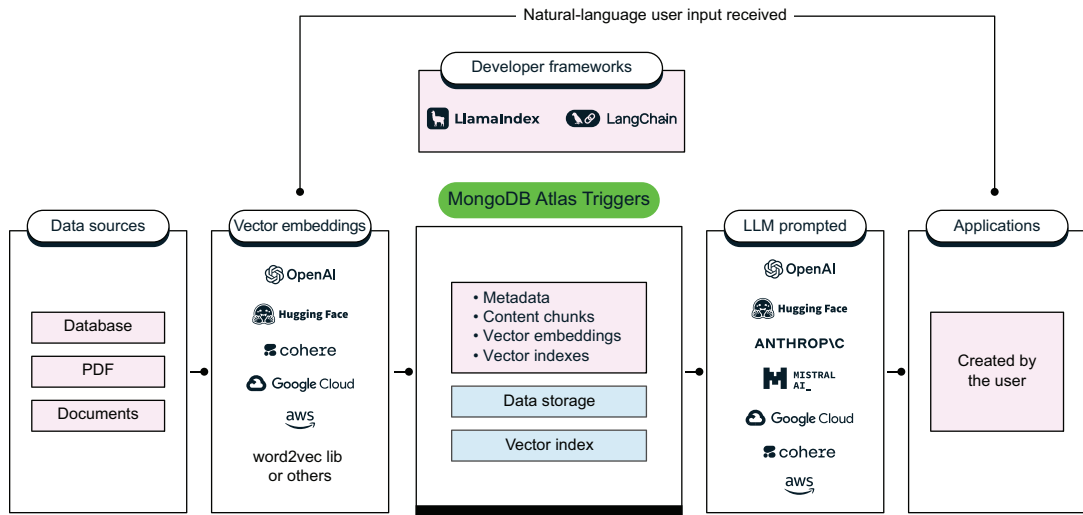 Natural-language user input received
Developer frameworks
LlamaIndex
LangChain
MongoDB Atlas Triggers
Data sources
Database
PDF
Documents
Vector embeddings
OpenAI
Hugging Face
cohere
Google Cloud
aws
word2vec lib
or others
• Metadata
• Content chunks
• Vector embeddings
• Vector indexes
Data storage
Vector index
LLM prompted
OpenAI
Hugging Face
ANTHROP\C
MISTRAL
AI_
Google Cloud
cohere
aws
Applications
Created by
the user